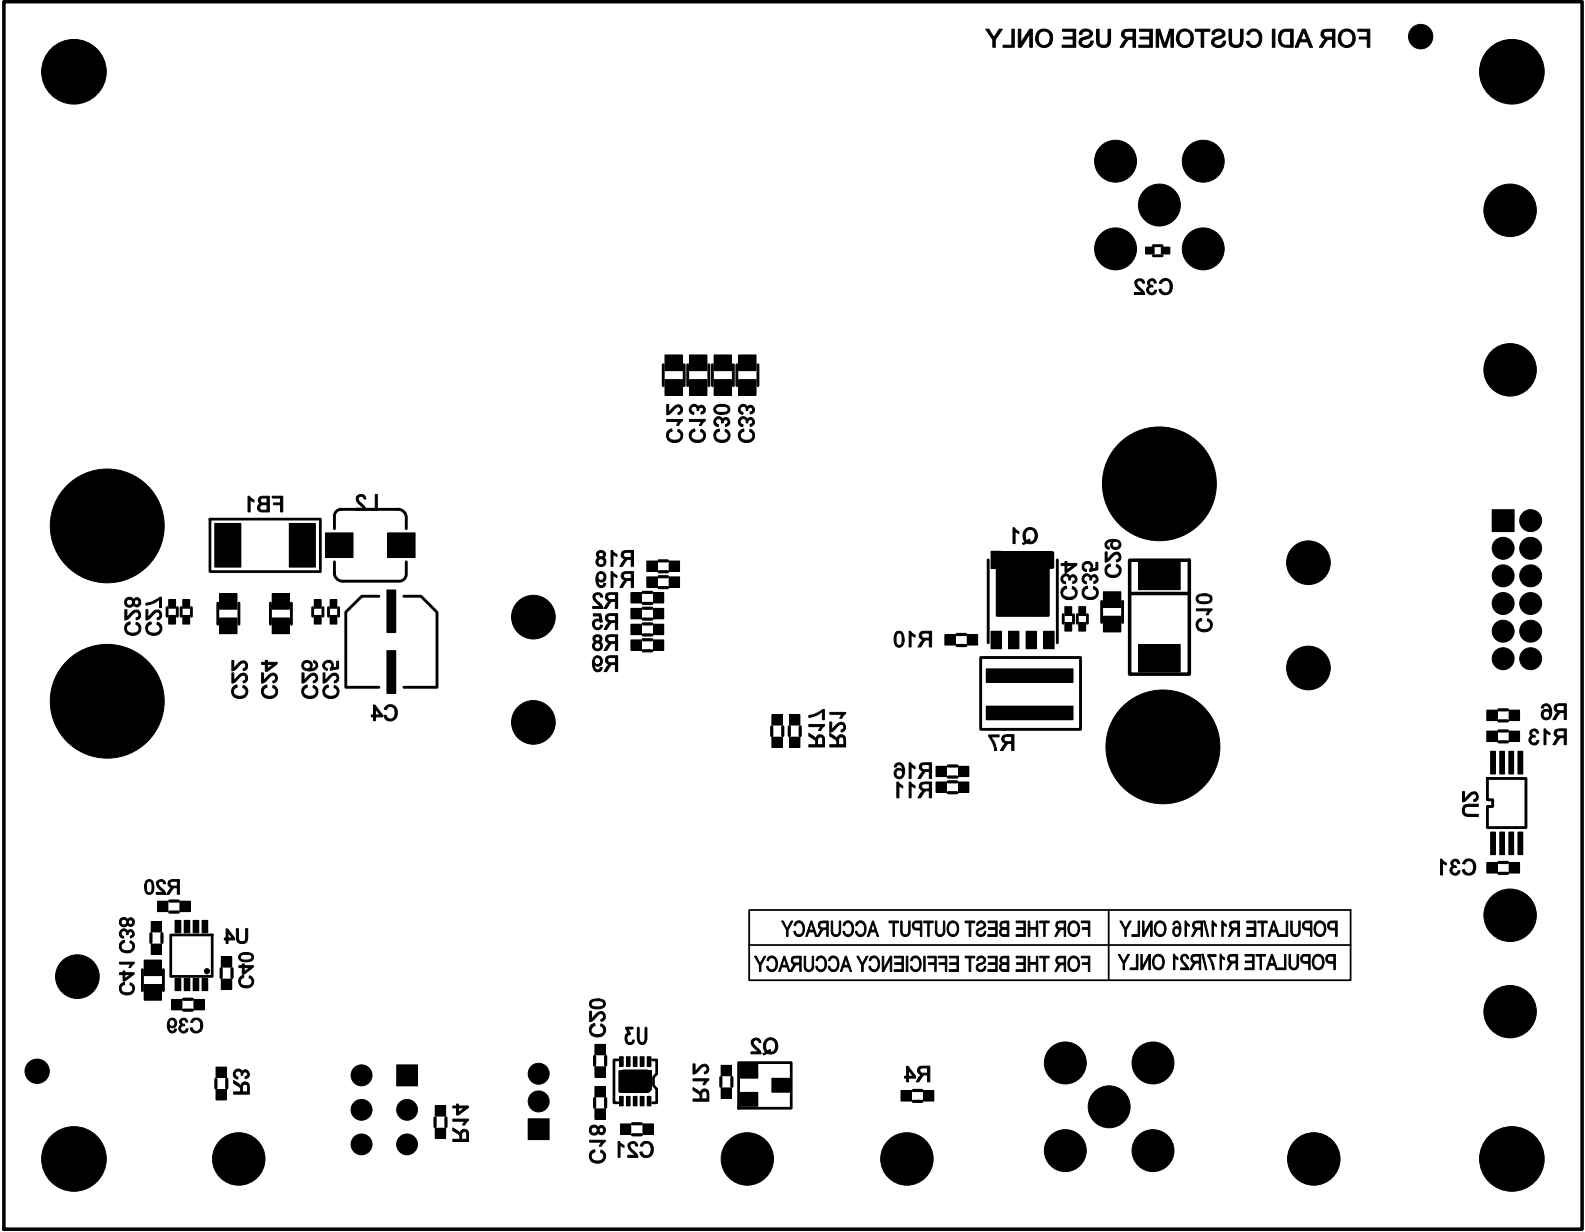 FOR ADI CUSTOMER USE ONLY
C32
C12
C13
C30
C33
FB1
L2
Q1
C34
C35
C29
C10
R18
R19
R2
R5
R8
R9
R10
C28
C27
C23
C24
C26
C25
C4
R7
R17
R21
R16
R11
R6
R13
U2
C31
R20
C38
C41
U4
C40
C39
POPULATE R11/R16 ONLY FOR THE BEST OUTPUT ACCURACY
POPULATE R17/R21 ONLY FOR THE BEST EFFICIENCY ACCURACY
C20
U3
Q2
R3
R14
R12
R4
C18
C21